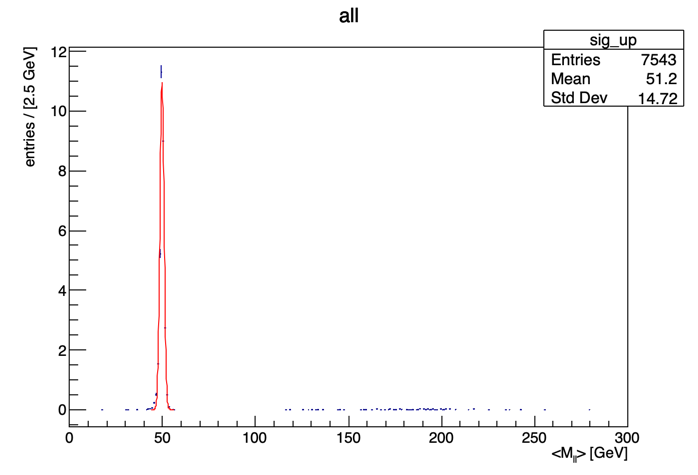 all
sig_up
Entries 7543
Mean 51.2
Std Dev 14.72
entries / [2.5 GeV]
12
10
8
6
4
2
0
0 50 100 150 200 250 300
<M_ll> [GeV]